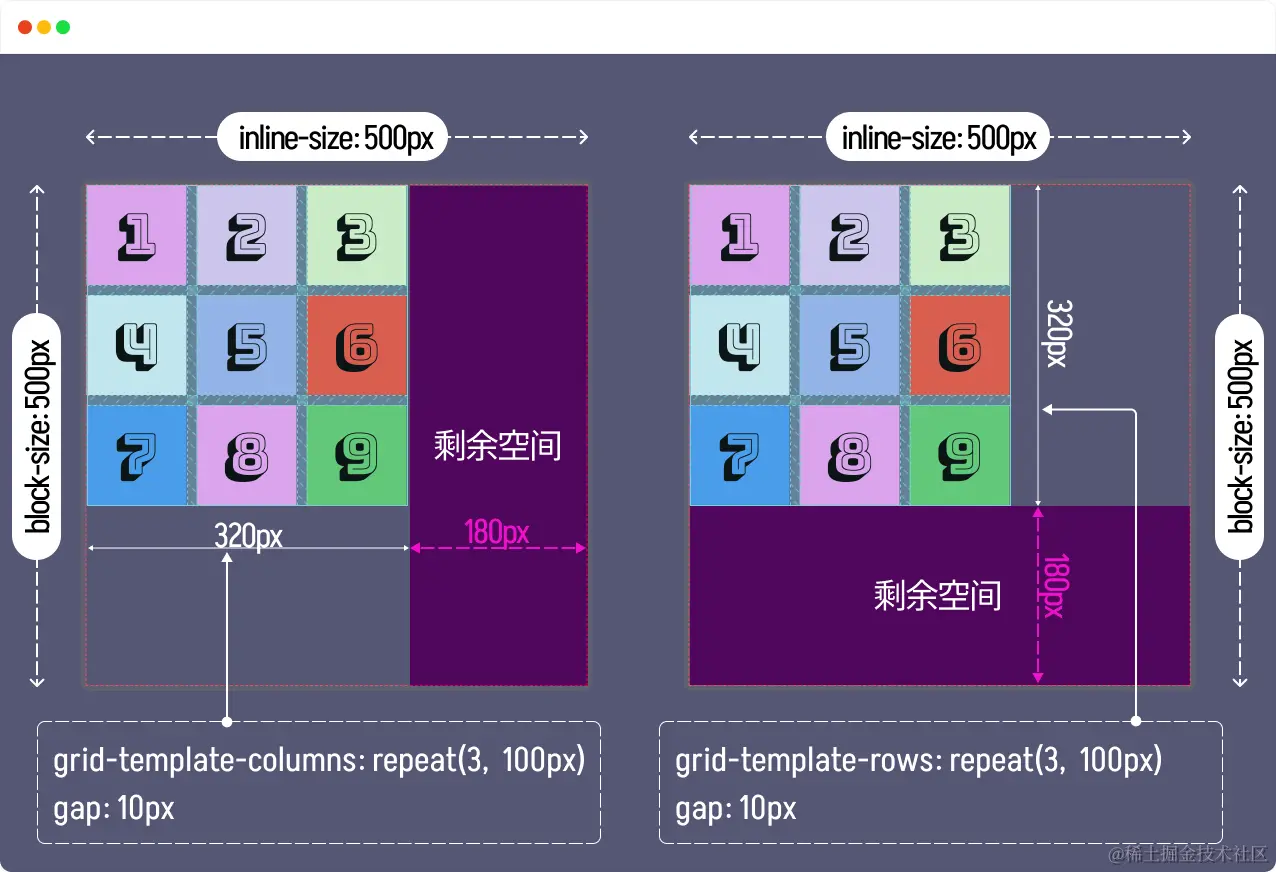 inline-size: 500px
inline-size: 500px
block-size: 500px
1 2 3
4 5 6
7 8 9
剩余空间
320px
180px
1 2 3
4 5 6
7 8 9
320px
剩余空间
180px
block-size: 500px
grid-template-columns: repeat(3, 100px)
gap: 10px
grid-template-rows: repeat(3, 100px)
gap: 10px
@稀土掘金技术社区